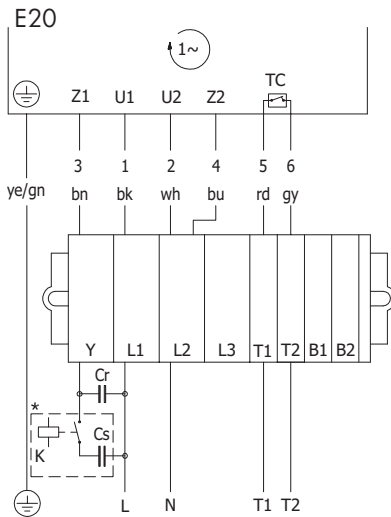 E20
1~
TC
Z1 U1 U2 Z2
3 1 2 4 5 6
ye/gn bn bk wh bu rd gy
Y L1 L2 L3 T1 T2 B1 B2
Cr
*
K Cs
L N T1 T2